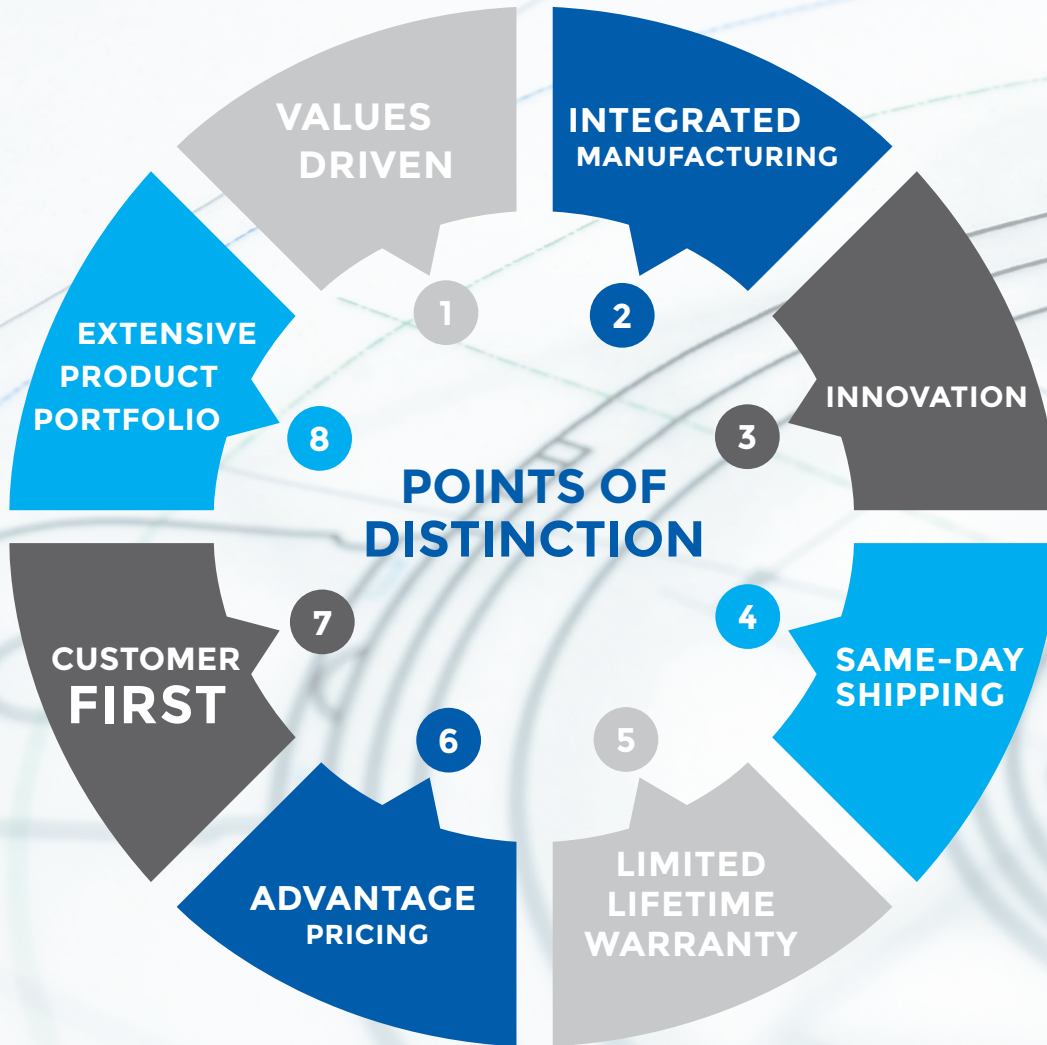 POINTS OF
DISTINCTION
1
VALUES
DRIVEN
2
INTEGRATED
MANUFACTURING
3
INNOVATION
4
SAME-DAY
SHIPPING
5
LIMITED
LIFETIME
WARRANTY
6
ADVANTAGE
PRICING
7
CUSTOMER
FIRST
8
EXTENSIVE
PRODUCT
PORTFOLIO